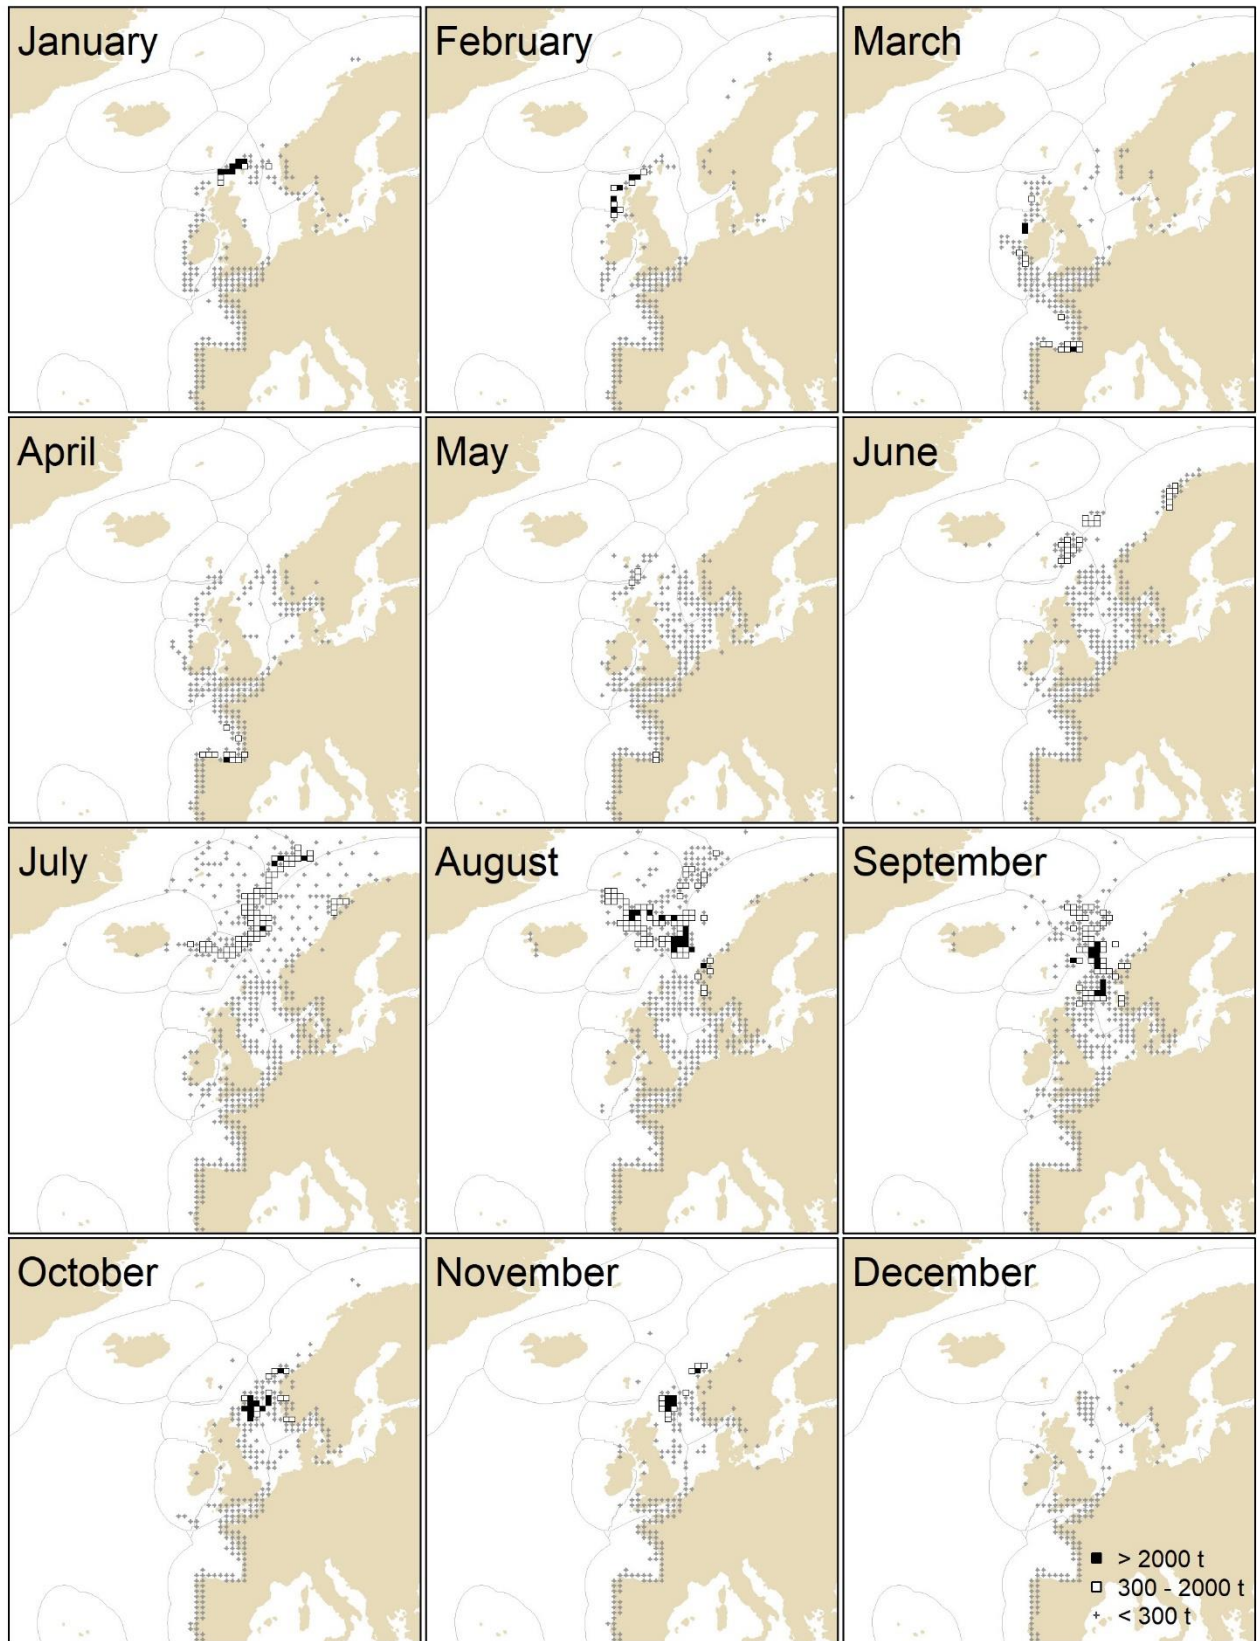 January
February
March
April
May
June
July
August
September
October
November
December
> 2000 t
300 - 2000 t
< 300 t